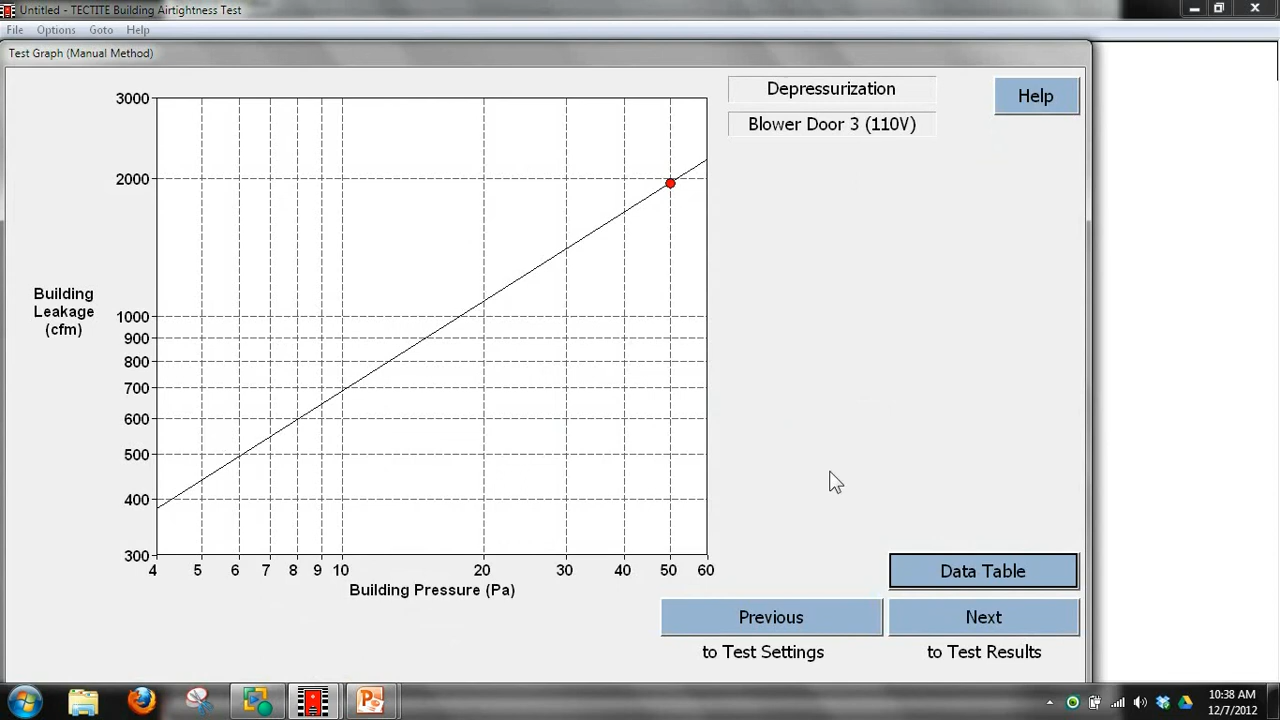 Untitled - TECTITE Building Airtightness Test
File Options Goto Help
Test Graph (Manual Method)
Depressurization
Blower Door 3 (110V)
Help
3000
2000
1000
900
800
700
600
500
400
300
Building
Leakage
(cfm)
4 5 6 7 8 9 10 20 30 40 50 60
Building Pressure (Pa)
Data Table
Previous
Next
to Test Settings
to Test Results
10:38 AM
12/7/2012